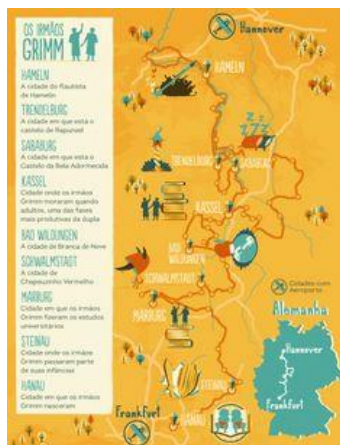 OS IRMÃOS
GRIMM
HAMELN
A cidade do flautista
de Hamelin
TRENDELBURG
A cidade em que esta o
castelo de Rapunzel
SABABURG
A cidade em que esta o
Castelo da Bela Adormecida
KASSEL
Cidade onde os irmãos
Grimm moraram quando
adultos, uma das fases
mais produtivas da dupla
BAD WILDUNGEN
A cidade de Branca de Neve
SCHWALMSTADT
A cidade de
Chapeuzinho Vermelho
MARBURG
Cidade em que os irmãos
Grimm fizeram os estudos
universitários
STEINAU
Cidade onde os irmãos
Grimm passaram parte
de suas infâncias
HANAU
Cidade em que os irmãos
Grimm nasceram
Hannover
HAMELN
ZZ
ZZZ
TRENDELBURG
SABABURG
KASSEL
BAD
WILDUNGEN
SCHWALMSTADT
MARBURG
STEINAU
HANAU
Frankfurt
Cidades com
Aeroporto
Alemanha
Hannover
Frankfurt